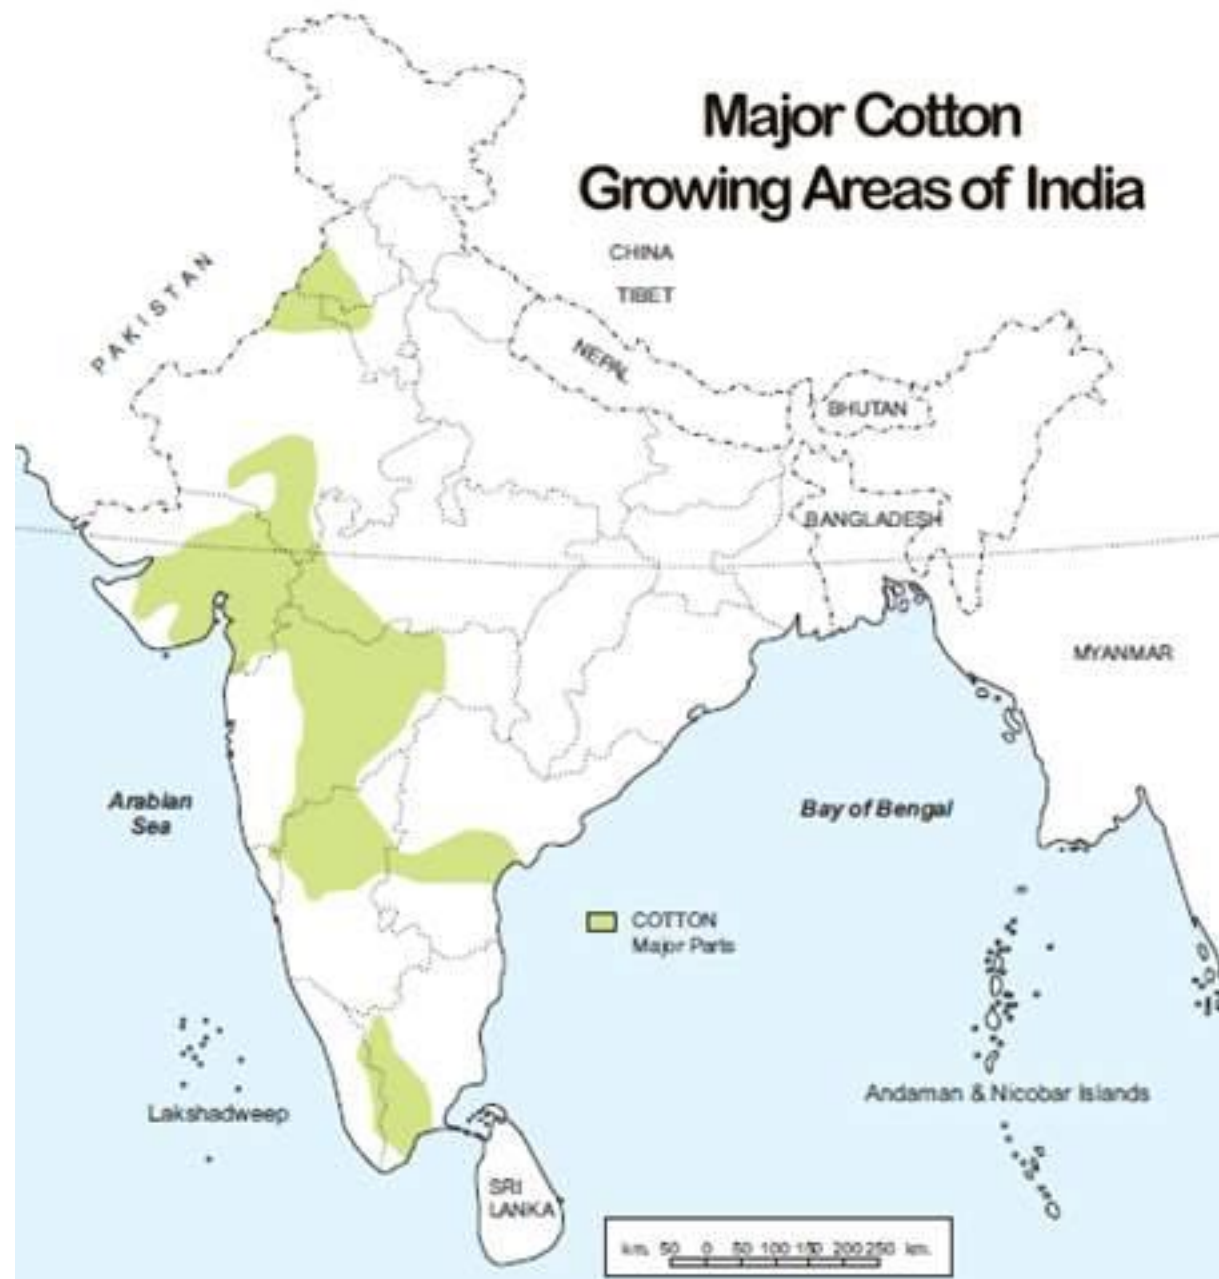 Major Cotton
Growing Areas of India
CHINA
TIBET
PAKISTAN
NEPAL
BHUTAN
BANGLADESH
MYANMAR
Arabian
Sea
Bay of Bengal
COTTON
Major Parts
Lakshadweep
Andaman & Nicobar Islands
SRI
LANKA
km. 50 0 50 100 150 200 250 km.